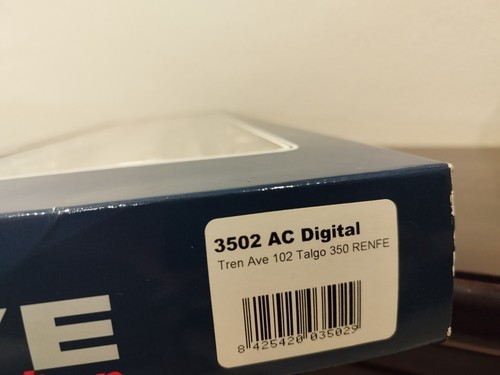 3502 AC Digital
Tren Ave 102 Talgo 350 RENFE
8 425420 035029